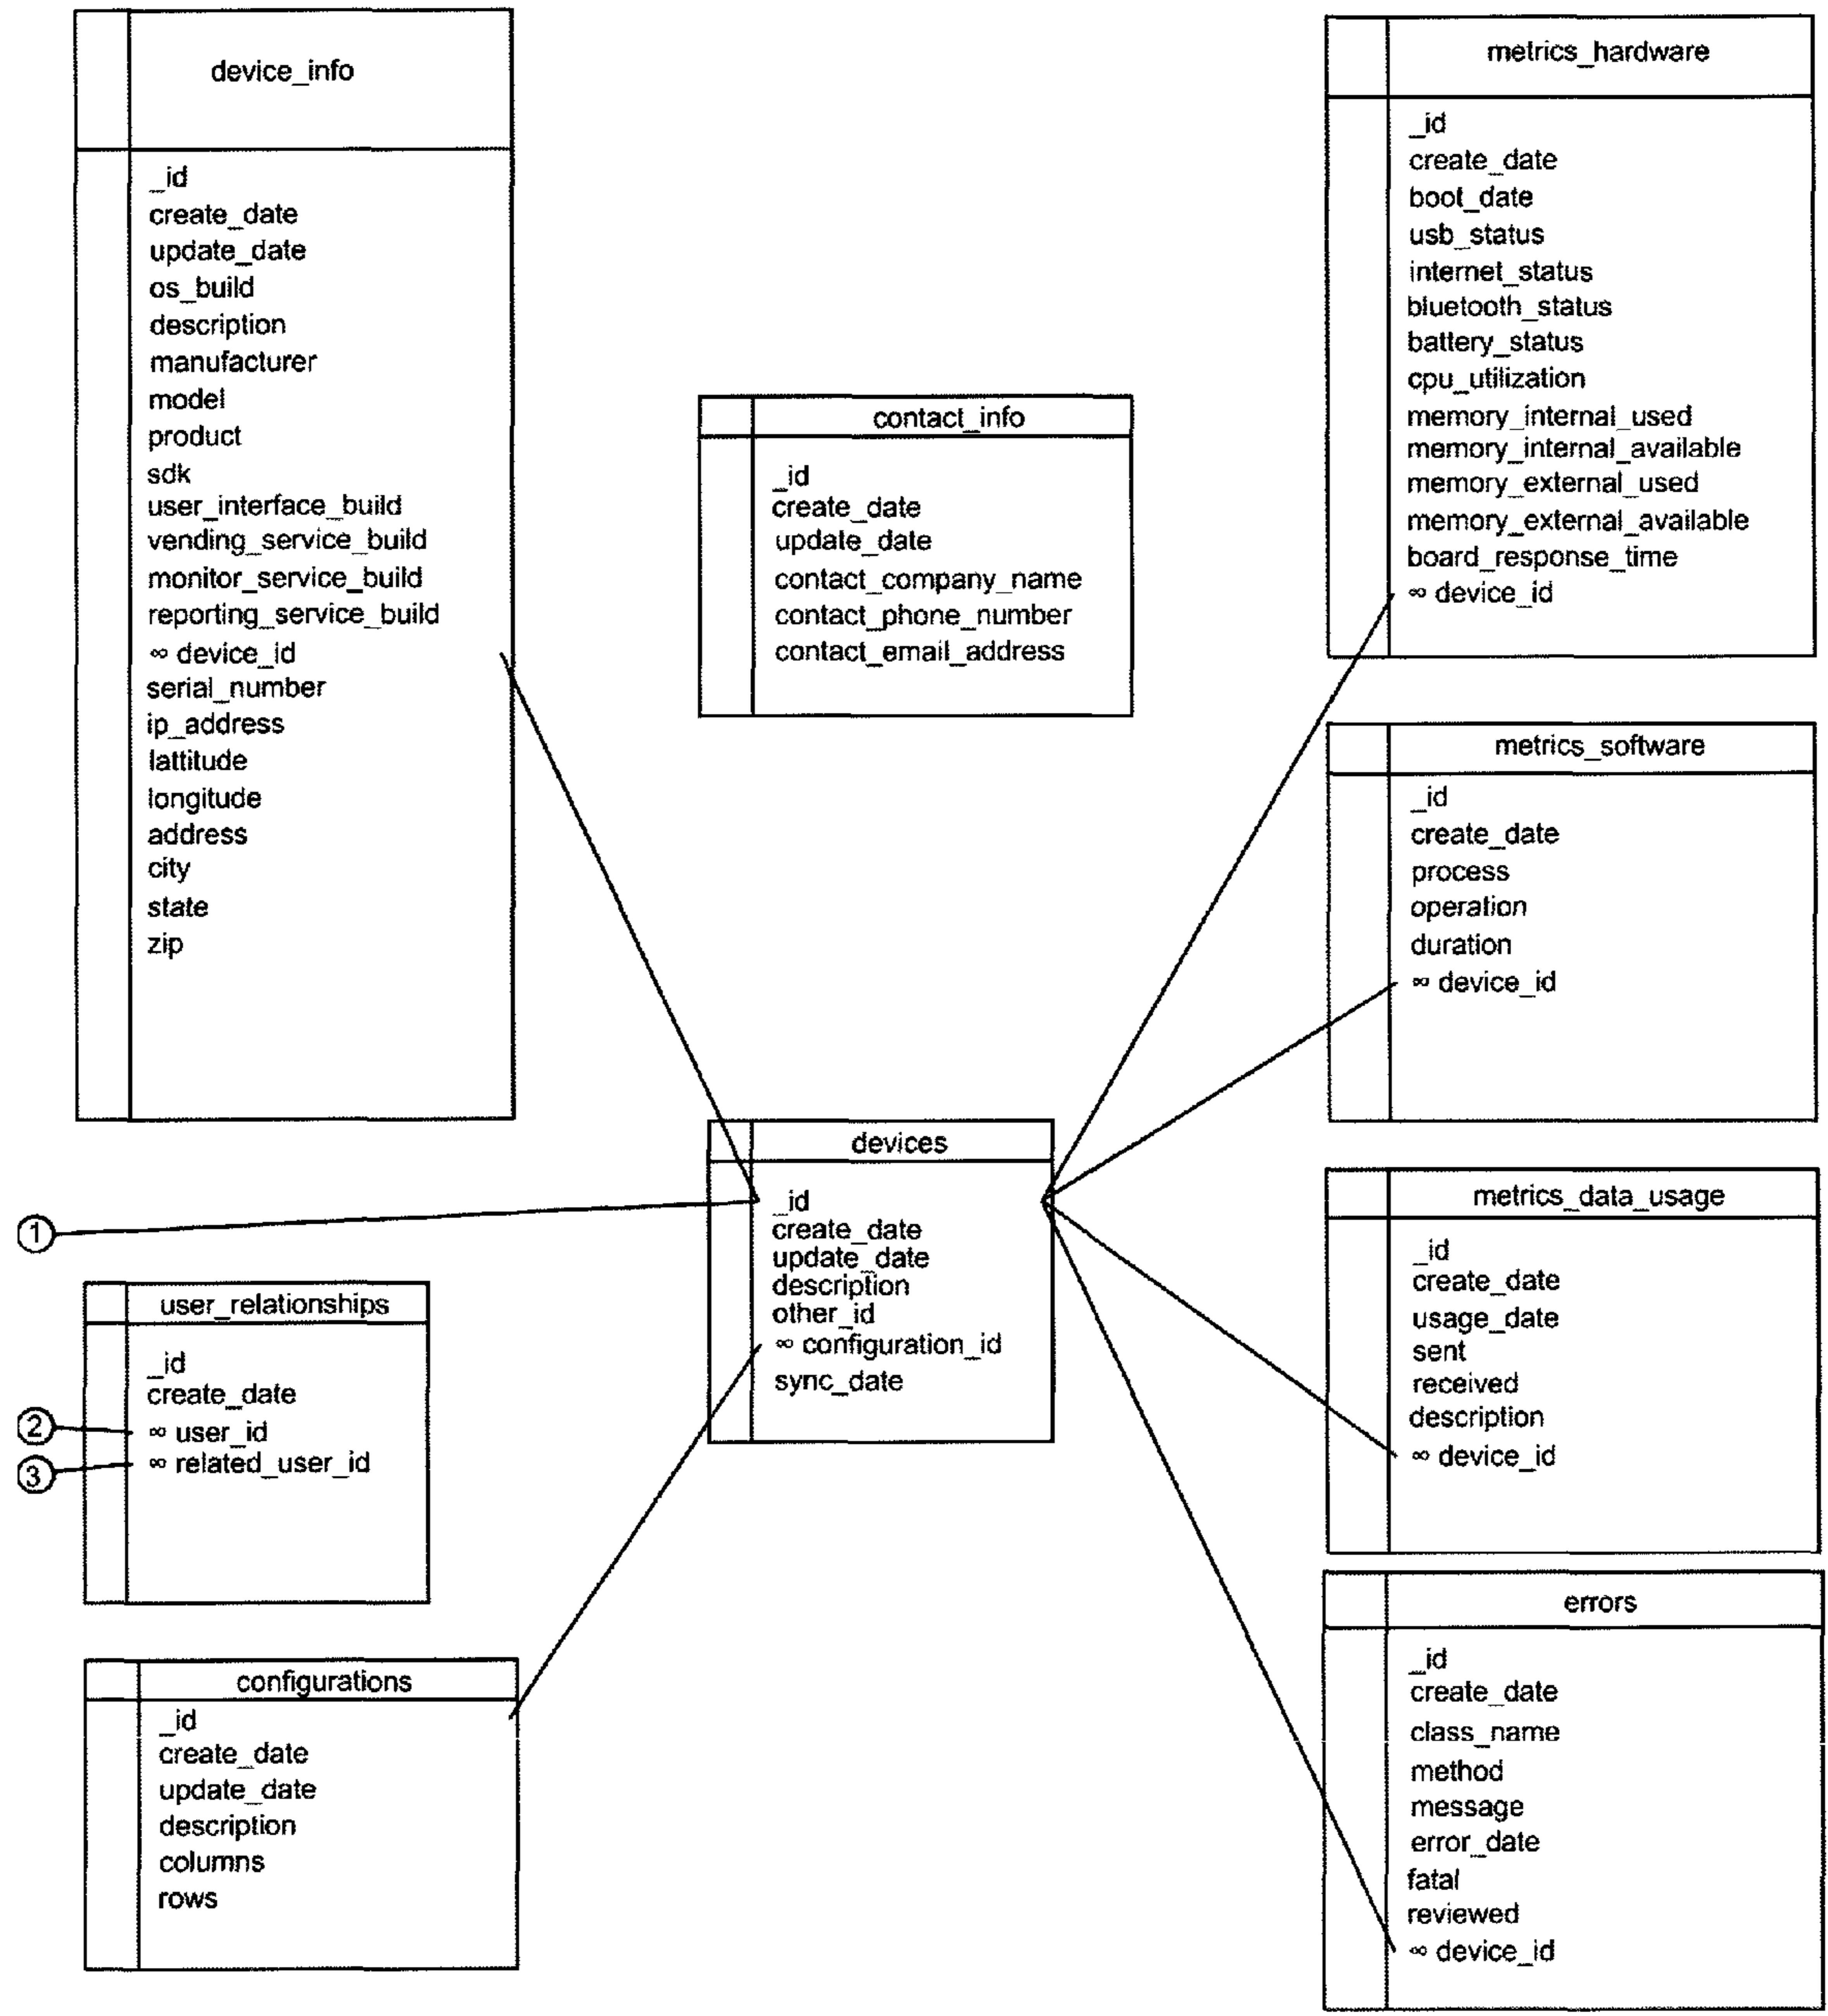 device_info
_id
create_date
update_date
os_build
description
manufacturer
model
product
sdk
user_interface_build
vending_service_build
monitor_service_build
reporting_service_build
∞ device_id
serial_number
ip_address
lattitude
longitude
address
city
state
zip
contact_info
_id
create_date
update_date
contact_company_name
contact_phone_number
contact_email_address
metrics_hardware
_id
create_date
boot_date
usb_status
internet_status
bluetooth_status
battery_status
cpu_utilization
memory_internal_used
memory_internal_available
memory_external_used
memory_external_available
board_response_time
∞ device_id
metrics_software
_id
create_date
process
operation
duration
∞ device_id
devices
_id
create_date
update_date
description
other_id
∞ configuration_id
sync_date
1
user_relationships
_id
create_date
2
∞ user_id
3
∞ related_user_id
metrics_data_usage
_id
create_date
usage_date
sent
received
description
∞ device_id
configurations
_id
create_date
update_date
description
columns
rows
errors
_id
create_date
class_name
method
message
error_date
fatal
reviewed
∞ device_id